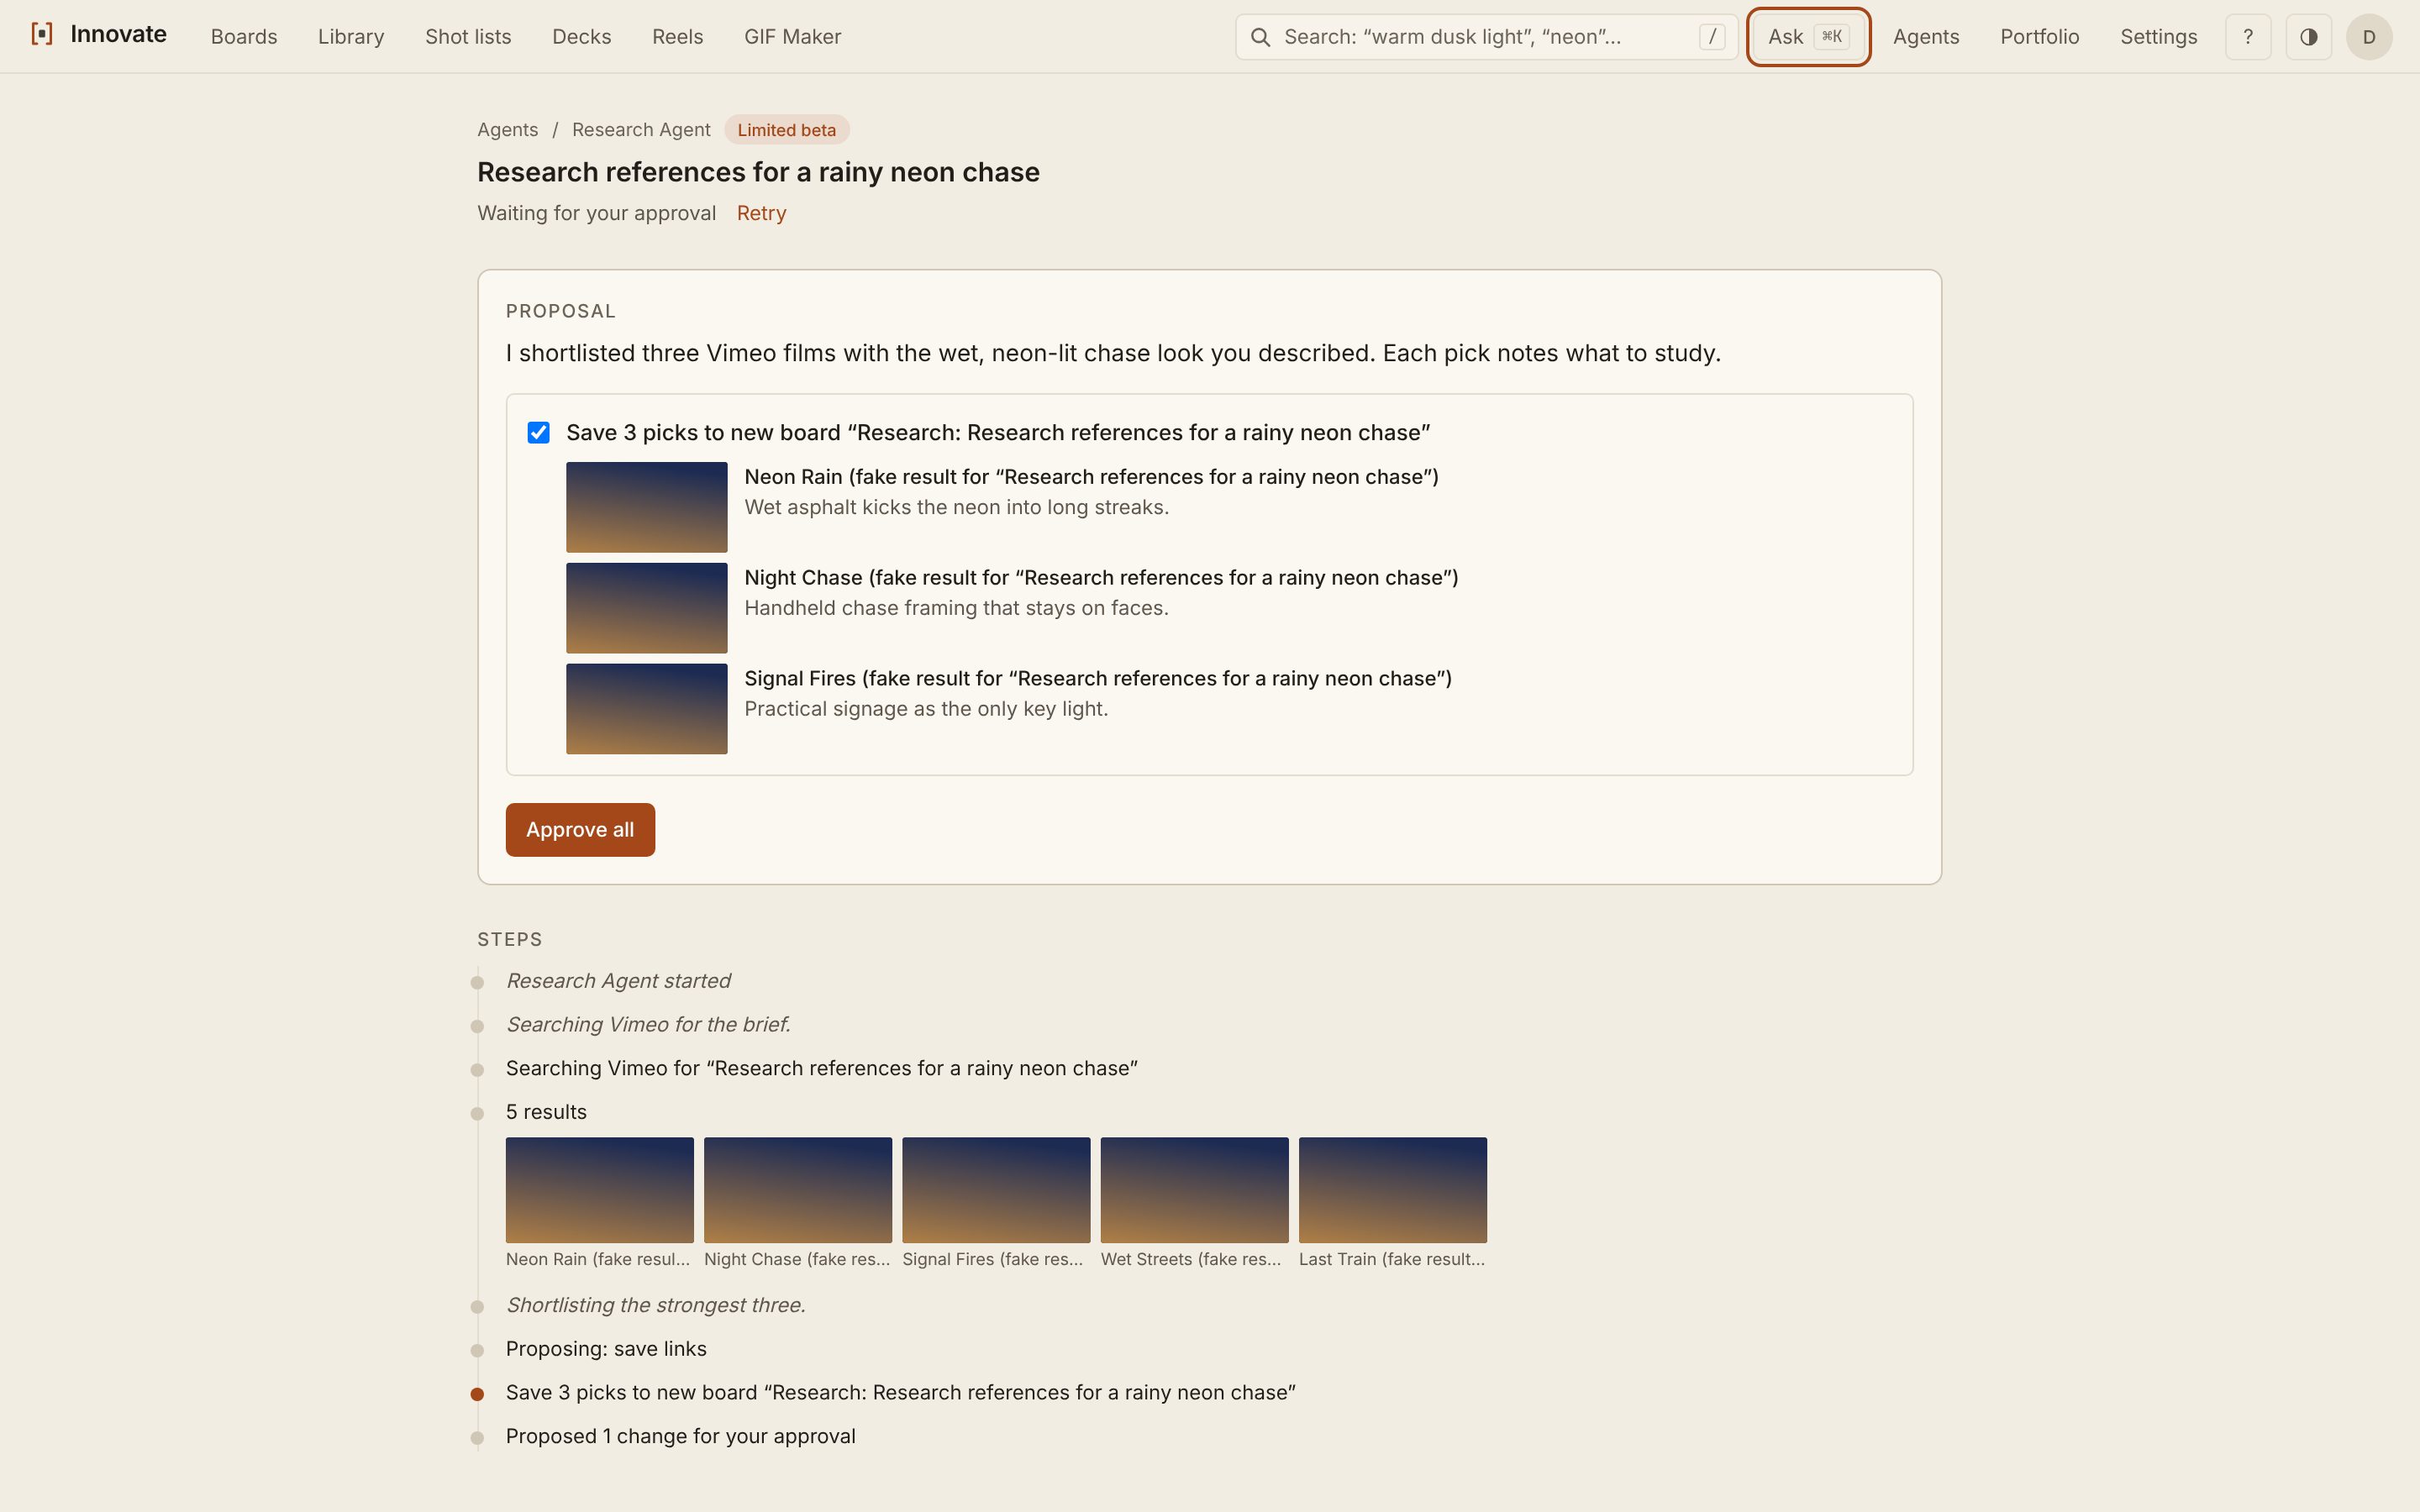 Innovate Boards Library Shot lists Decks Reels GIF Maker Search: “warm dusk light”, “neon”… / Ask ⌘K Agents Portfolio Settings ? D
Agents / Research Agent Limited beta
Research references for a rainy neon chase
Waiting for your approval Retry
PROPOSAL
I shortlisted three Vimeo films with the wet, neon-lit chase look you described. Each pick notes what to study.
Save 3 picks to new board “Research: Research references for a rainy neon chase”
Neon Rain (fake result for “Research references for a rainy neon chase”)
Wet asphalt kicks the neon into long streaks.
Night Chase (fake result for “Research references for a rainy neon chase”)
Handheld chase framing that stays on faces.
Signal Fires (fake result for “Research references for a rainy neon chase”)
Practical signage as the only key light.
Approve all
STEPS
Research Agent started
Searching Vimeo for the brief.
Searching Vimeo for “Research references for a rainy neon chase”
5 results
Neon Rain (fake resul… Night Chase (fake res… Signal Fires (fake res… Wet Streets (fake res… Last Train (fake result…
Shortlisting the strongest three.
Proposing: save links
Save 3 picks to new board “Research: Research references for a rainy neon chase”
Proposed 1 change for your approval